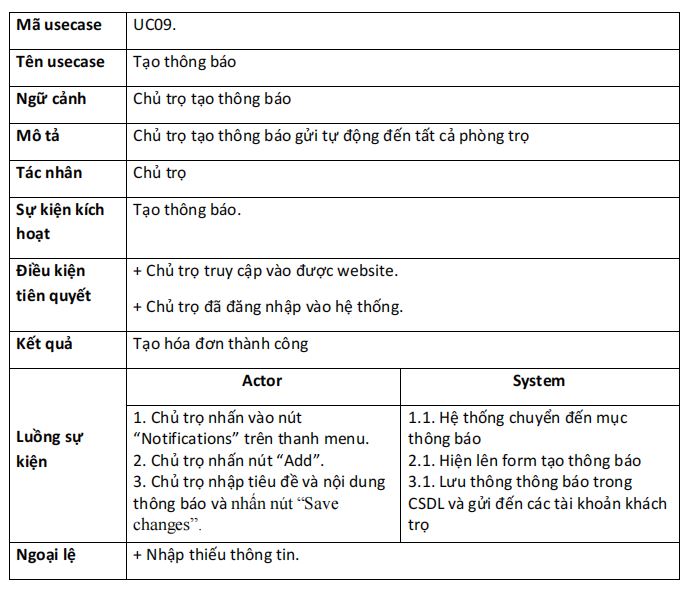 Mã usecase UC09.
Tên usecase Tạo thông báo
Ngữ cảnh Chủ trọ tạo thông báo
Mô tả Chủ trọ tạo thông báo gửi tự động đến tất cả phòng trọ
Tác nhân Chủ trọ
Sự kiện kích hoạt Tạo thông báo.
Điều kiện tiên quyết
+ Chủ trọ truy cập vào được website.
+ Chủ trọ đã đăng nhập vào hệ thống.
Kết quả Tạo hóa đơn thành công
Luồng sự kiện
Actor
1. Chủ trọ nhấn vào nút
“Notifications” trên thanh menu.
2. Chủ trọ nhấn nút “Add”.
3. Chủ trọ nhập tiêu đề và nội dung
thông báo và nhấn nút “Save
changes”.
System
1.1. Hệ thống chuyển đến mục
thông báo
2.1. Hiện lên form tạo thông báo
3.1. Lưu thông thông báo trong
CSDL và gửi đến các tài khoản khách
trọ
Ngoại lệ + Nhập thiếu thông tin.